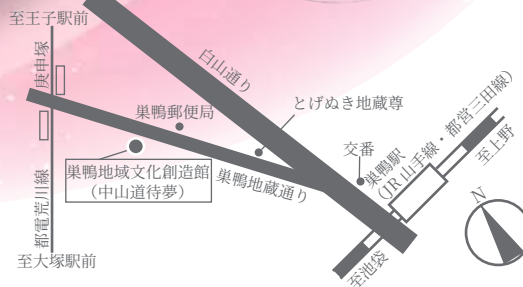 至王子駅前
庚申塚
白山通り
巣鴨郵便局
とげぬき地蔵尊
交番
巣鴨駅
（JR 山手線・都営三田線）
至上野
巣鴨地域文化創造館
（中山道待夢）
巣鴨地蔵通り
都電荒川線
至大塚駅前
至池袋
N